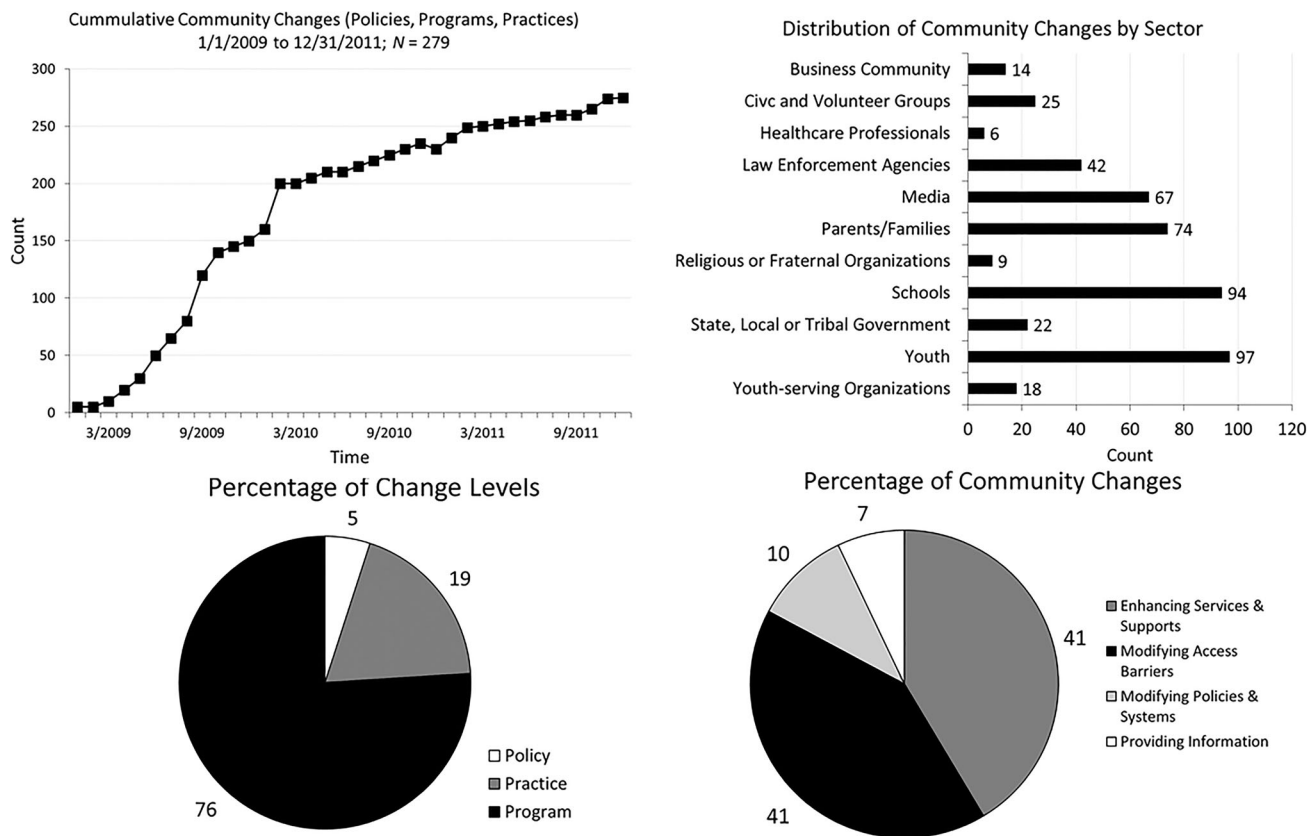 Cummulative Community Changes (Policies, Programs, Practices)
1/1/2009 to 12/31/2011; N = 279
300
250
200
150
100
50
0
Count
3/2009
9/2009
3/2010
9/2010
3/2011
9/2011
Time
Distribution of Community Changes by Sector
Business Community
14
Civc and Volunteer Groups
25
Healthcare Professionals
6
Law Enforcement Agencies
42
Media
67
Parents/Families
74
Religious or Fraternal Organizations
9
Schools
94
State, Local or Tribal Government
22
Youth
97
Youth-serving Organizations
18
0
20
40
60
80
100
120
Count
Percentage of Change Levels
5
19
76
Policy
Practice
Program
Percentage of Community Changes
7
10
41
41
Enhancing Services &
Supports
Modifying Access
Barriers
Modifying Policies &
Systems
Providing Information